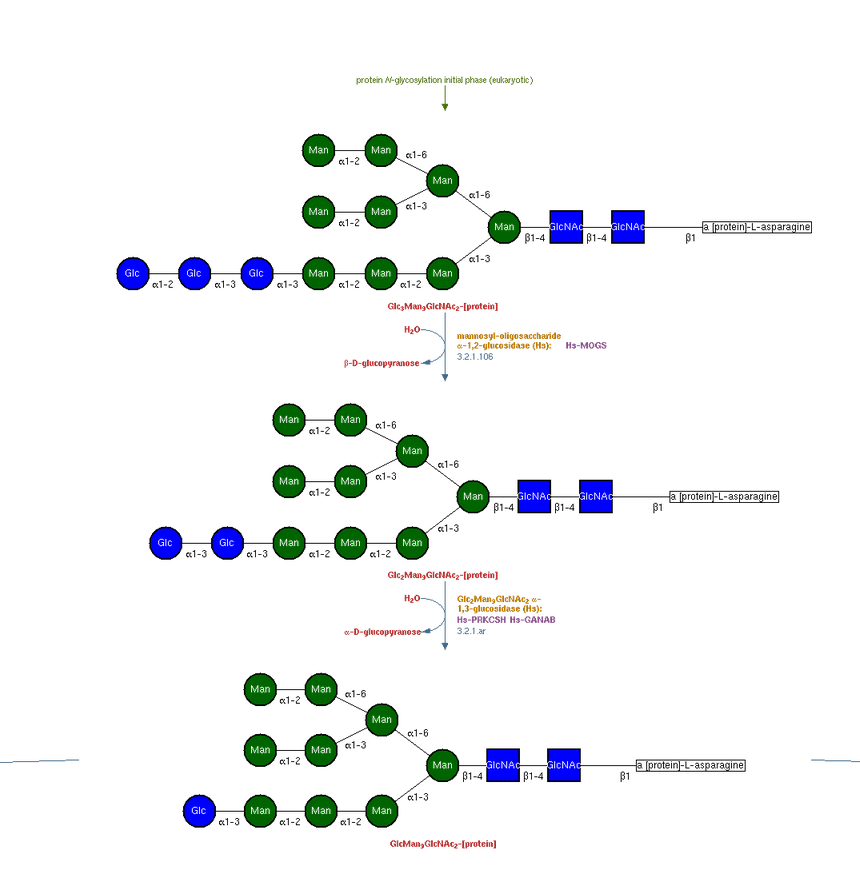 protein N-glycosylation initial phase (eukaryotic)
Man Man
α1-2 α1-6
Man
Man Man α1-3 α1-6
α1-2
Man GlcNAc GlcNAc a [protein]-L-asparagine
β1-4 β1-4 β1
α1-3
Glc Glc Glc Man Man Man
α1-2 α1-3 α1-3 α1-2 α1-2
Glc₃Man₉GlcNAc₂-[protein]
H₂O
mannosyl-oligosaccharide
α-1,2-glucosidase (Hs): Hs-MOGS
3.2.1.106
β-D-glucopyranose
Man Man
α1-2 α1-6
Man
Man Man α1-3 α1-6
α1-2
Man GlcNAc GlcNAc a [protein]-L-asparagine
β1-4 β1-4 β1
α1-3
Glc Glc Man Man Man
α1-3 α1-3 α1-2 α1-2
Glc₂Man₉GlcNAc₂-[protein]
H₂O
Glc₂Man₉GlcNAc₂ α-
1,3-glucosidase (Hs):
Hs-PRKCSH Hs-GANAB
α-D-glucopyranose
3.2.1.ar
Man Man
α1-2 α1-6
Man
Man Man α1-3 α1-6
α1-2
Man GlcNAc GlcNAc a [protein]-L-asparagine
β1-4 β1-4 β1
α1-3
Glc Man Man Man
α1-3 α1-2 α1-2
GlcMan₉GlcNAc₂-[protein]